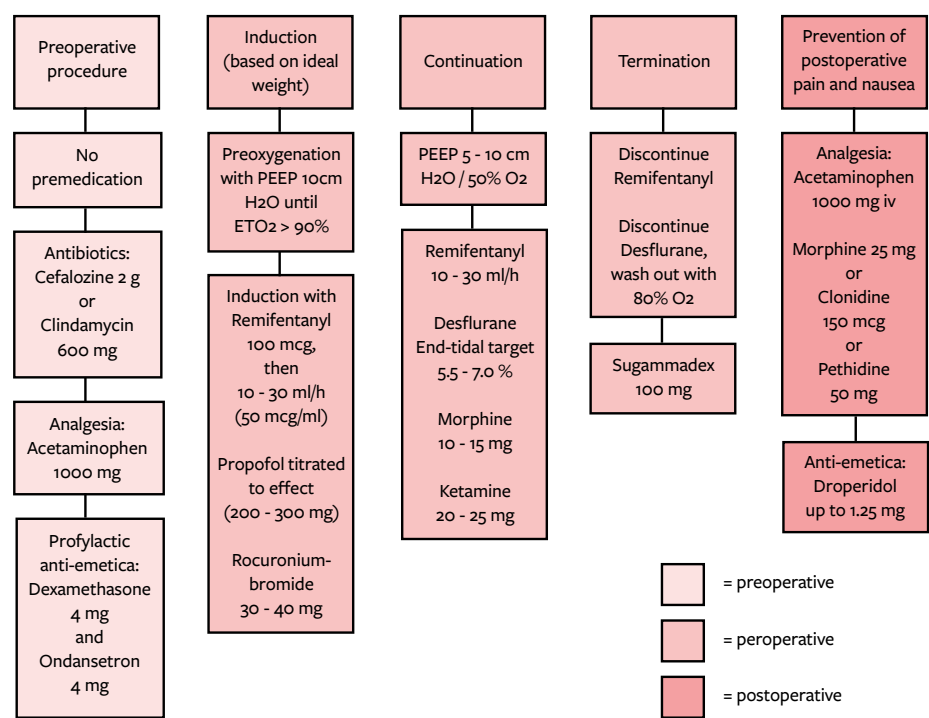 Preoperative
procedure
No
premedication
Antibiotics:
Cefalozine 2 g
or
Clindamycin
600 mg
Analgesia:
Acetaminophen
1000 mg
Profylactic
anti-emetica:
Dexamethasone
4 mg
and
Ondansetron
4 mg
Induction
(based on ideal
weight)
Preoxygenation
with PEEP 10cm
H2O until
ETO2 > 90%
Induction with
Remifentanyl
100 mcg,
then
10 - 30 ml/h
(50 mcg/ml)
Propofol titrated
to effect
(200 - 300 mg)
Rocuronium-
bromide
30 - 40 mg
Continuation
PEEP 5 - 10 cm
H2O / 50% O2
Remifentanyl
10 - 30 ml/h
Desflurane
End-tidal target
5.5 - 7.0 %
Morphine
10 - 15 mg
Ketamine
20 - 25 mg
Termination
Discontinue
Remifentanyl
Discontinue
Desflurane,
wash out with
80% O2
Sugammadex
100 mg
Prevention of
postoperative
pain and nausea
Analgesia:
Acetaminophen
1000 mg iv
Morphine 25 mg
or
Clonidine
150 mcg
or
Pethidine
50 mg
Anti-emetica:
Droperidol
up to 1.25 mg
= preoperative
= peroperative
= postoperative